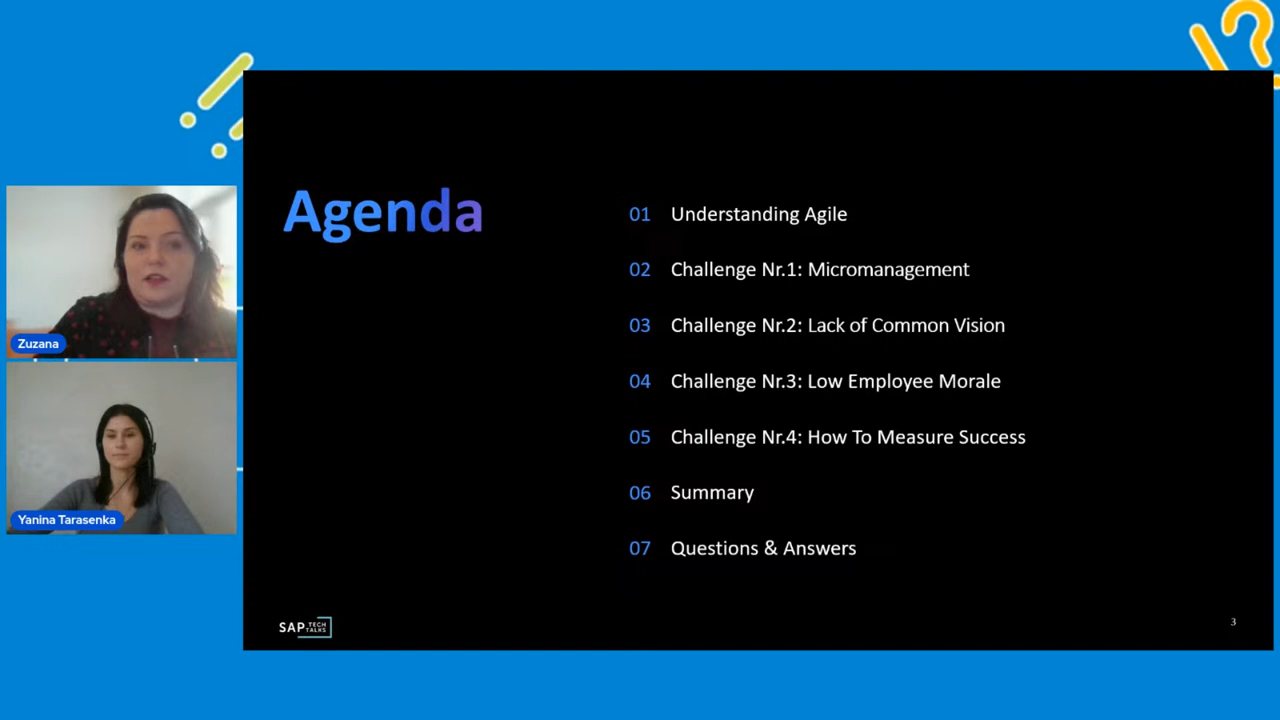 Agenda
01 Understanding Agile
02 Challenge Nr.1: Micromanagement
03 Challenge Nr.2: Lack of Common Vision
04 Challenge Nr.3: Low Employee Morale
05 Challenge Nr.4: How To Measure Success
06 Summary
07 Questions & Answers
Zuzana
Yanina Tarasenka
SAP TECH TALKS
3